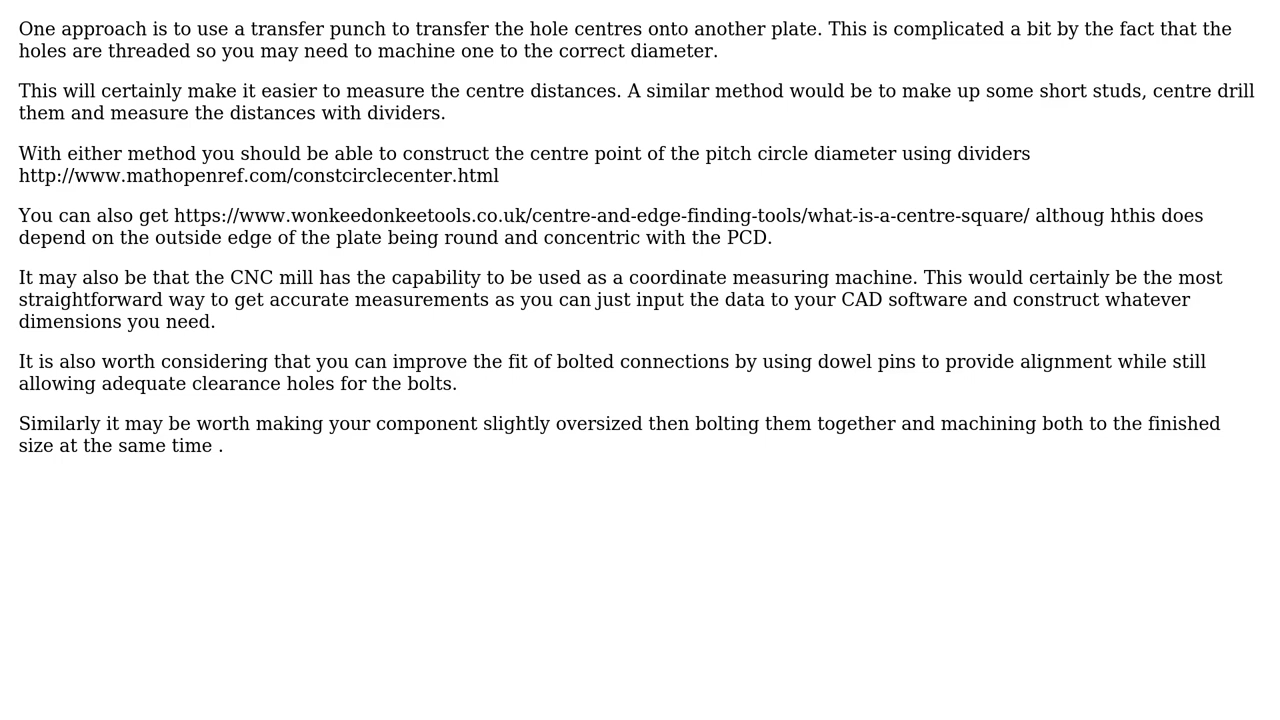 One approach is to use a transfer punch to transfer the hole centres onto another plate. This is complicated a bit by the fact that the
holes are threaded so you may need to machine one to the correct diameter.
This will certainly make it easier to measure the centre distances. A similar method would be to make up some short studs, centre drill
them and measure the distances with dividers.
With either method you should be able to construct the centre point of the pitch circle diameter using dividers
http://www.mathopenref.com/constcirclecenter.html
You can also get https://www.wonkeedonkeetools.co.uk/centre-and-edge-finding-tools/what-is-a-centre-square/ althoug hthis does
depend on the outside edge of the plate being round and concentric with the PCD.
It may also be that the CNC mill has the capability to be used as a coordinate measuring machine. This would certainly be the most
straightforward way to get accurate measurements as you can just input the data to your CAD software and construct whatever
dimensions you need.
It is also worth considering that you can improve the fit of bolted connections by using dowel pins to provide alignment while still
allowing adequate clearance holes for the bolts.
Similarly it may be worth making your component slightly oversized then bolting them together and machining both to the finished
size at the same time .